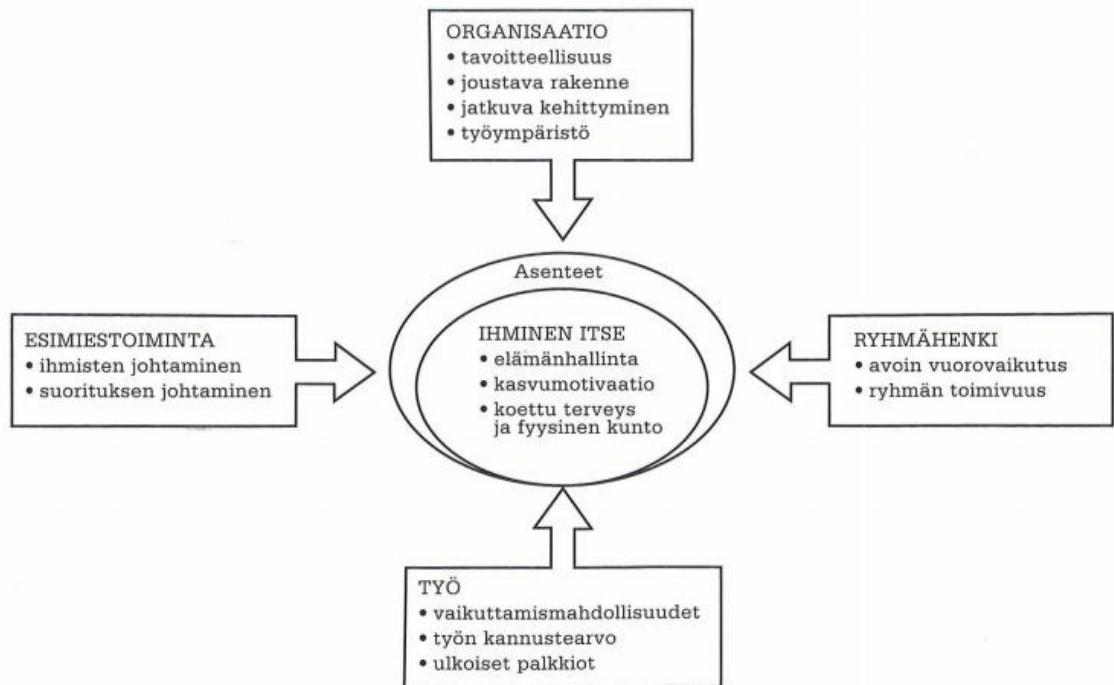 ORGANISAATIO
• tavoitteellisuus
• joustava rakenne
• jatkuva kehittyminen
• työympäristö
Asenteet
ESIMIESTOIMINTA
• ihmisten johtaminen
• suorituksen johtaminen
IHMINEN ITSE
• elämänhallinta
• kasvumotivaatio
• koettu terveys
ja fyysinen kunto
RYHMÄHENKI
• avoin vuorovaikutus
• ryhmän toimivuus
TYÖ
• vaikuttamismahdollisuudet
• työn kannustearvo
• ulkoiset palkkiot